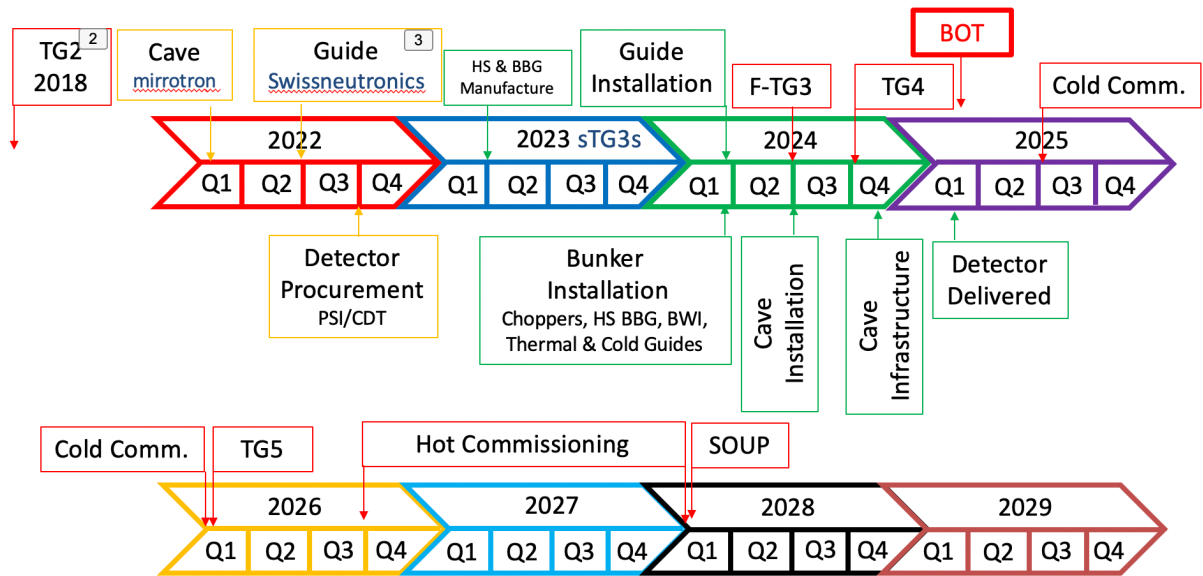 TG2 2
2018
Cave
mirrotron
Guide 3
Swissneutronics
HS & BBG
Manufacture
Guide
Installation
F-TG3
TG4
BOT
Cold Comm.
2022
2023 sTG3s
2024
2025
Q1 Q2 Q3 Q4
Q1 Q2 Q3 Q4
Q1 Q2 Q3 Q4
Q1 Q2 Q3 Q4
Detector
Procurement
PSI/CDT
Bunker
Installation
Choppers, HS BBG, BWI,
Thermal & Cold Guides
Cave
Installation
Cave
Infrastructure
Detector
Delivered
Cold Comm.
TG5
Hot Commissioning
SOUP
2026
2027
2028
2029
Q1 Q2 Q3 Q4
Q1 Q2 Q3 Q4
Q1 Q2 Q3 Q4
Q1 Q2 Q3 Q4